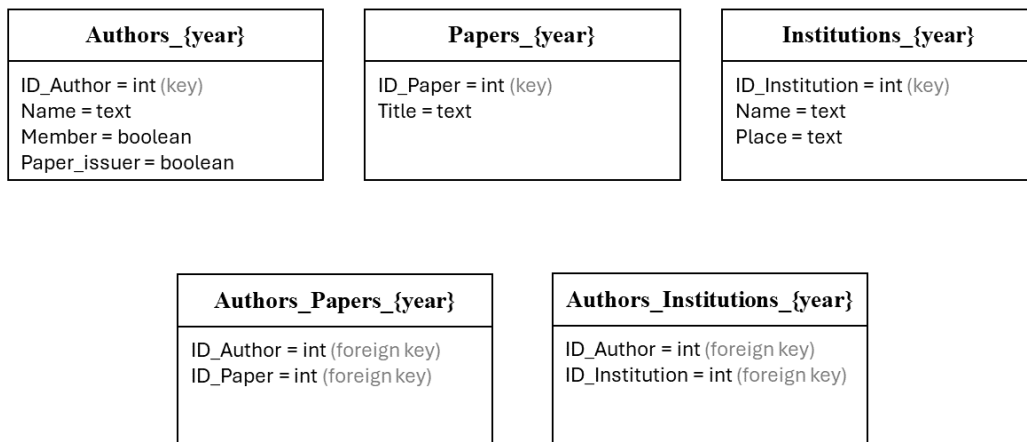 Authors_{year}
ID_Author = int (key)
Name = text
Member = boolean
Paper_issuer = boolean
Papers_{year}
ID_Paper = int (key)
Title = text
Institutions_{year}
ID_Institution = int (key)
Name = text
Place = text
Authors_Papers_{year}
ID_Author = int (foreign key)
ID_Paper = int (foreign key)
Authors_Institutions_{year}
ID_Author = int (foreign key)
ID_Institution = int (foreign key)